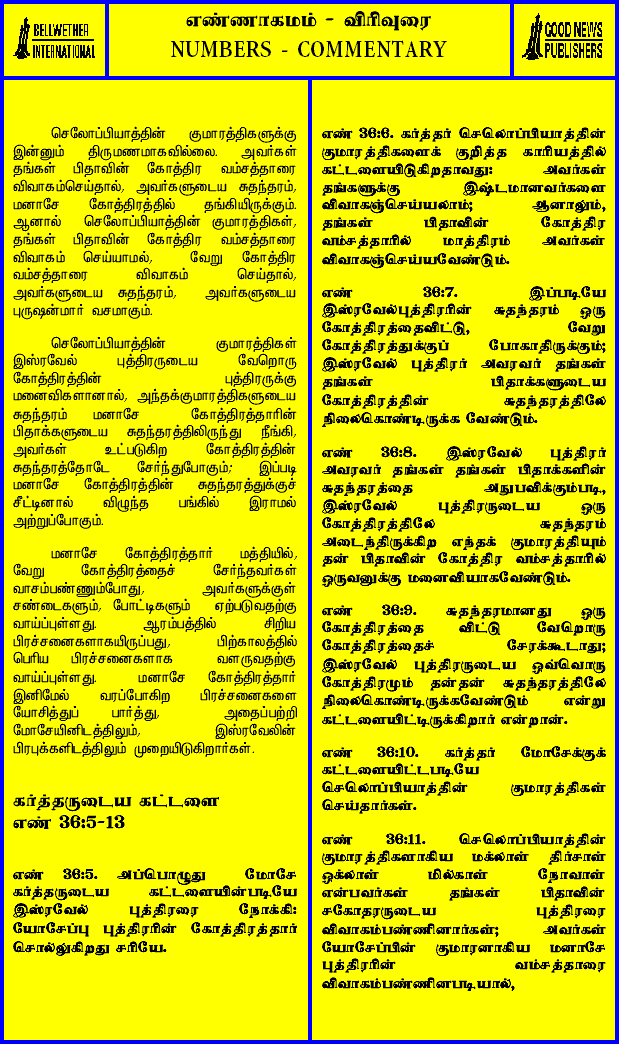 BELLWETHER
INTERNATIONAL
எண்ணாகமம் - விரிவுரை
NUMBERS - COMMENTARY
GOOD NEWS
PUBLISHERS
செலோப்பியாத்தின் குமாரத்திகளுக்கு
இன்னும் திருமணமாகவில்லை. அவர்கள்
தங்கள் பிதாவின் கோத்திர வம்சத்தாரை
விவாகம்செய்தால், அவர்களுடைய சுதந்தரம்,
மனாசே கோத்திரத்தில் தங்கியிருக்கும்.
ஆனால் செலோப்பியாத்தின் குமாரத்திகள்,
தங்கள் பிதாவின் கோத்திர வம்சத்தாரை
விவாகம் செய்யாமல், வேறு கோத்திர
வம்சத்தாரை விவாகம் செய்தால்,
அவர்களுடைய சுதந்தரம், அவர்களுடைய
புருஷன்மார் வசமாகும்.
செலோப்பியாத்தின் குமாரத்திகள்
இஸ்ரவேல் புத்திரருடைய வேறொரு
கோத்திரத்தின் புத்திரருக்கு
மனைவிகளானால், அந்தக்குமாரத்திகளுடைய
சுதந்தரம் மனாசே கோத்திரத்தாரின்
பிதாக்களுடைய சுதந்தரத்திலிருந்து நீங்கி,
அவர்கள் உட்படுகிற கோத்திரத்தின்
சுதந்தரத்தோடே சேர்ந்துபோகும்; இப்படி
மனாசே கோத்திரத்தின் சுதந்தரத்துக்குச்
சீட்டினால் விழுந்த பங்கில் இராமல்
அற்றுப்போகும்.
மனாசே கோத்திரத்தார் மத்தியில்,
வேறு கோத்திரத்தைச் சேர்ந்தவர்கள்
வாசம்பண்ணும்போது, அவர்களுக்குள்
சண்டைகளும், போட்டிகளும் ஏற்படுவதற்கு
வாய்ப்புள்ளது. ஆரம்பத்தில் சிறிய
பிரச்சனைகளாகயிருப்பது, பிற்காலத்தில்
பெரிய பிரச்சனைகளாக வளருவதற்கு
வாய்ப்புள்ளது. மனாசே கோத்திரத்தார்
இனிமேல் வரப்போகிற பிரச்சனைகளை
யோசித்துப் பார்த்து, அதைப்பற்றி
மோசேயினிடத்திலும், இஸ்ரவேலின்
பிரபுக்களிடத்திலும் முறையிடுகிறார்கள்.
கர்த்தருடைய கட்டளை
எண் 36:5-13
எண் 36:5. அப்பொழுது மோசே
கர்த்தருடைய கட்டளையின்படியே
இஸ்ரவேல் புத்திரரை நோக்கி:
யோசேப்பு புத்திரரின் கோத்திரத்தார்
சொல்லுகிறது சரியே.
எண் 36:6. கர்த்தர் செலொப்பியாத்தின்
குமாரத்திகளைக் குறித்த காரியத்தில்
கட்டளையிடுகிறதாவது: அவர்கள்
தங்களுக்கு இஷ்டமானவர்களை
விவாகஞ்செய்யலாம்; ஆனாலும்,
தங்கள் பிதாவின் கோத்திர
வம்சத்தாரில் மாத்திரம் அவர்கள்
விவாகஞ்செய்யவேண்டும்.
எண் 36:7. இப்படியே
இஸ்ரவேல்புத்திரரின் சுதந்தரம் ஒரு
கோத்திரத்தைவிட்டு, வேறு
கோத்திரத்துக்குப் போகாதிருக்கும்;
இஸ்ரவேல் புத்திரர் அவரவர் தங்கள்
தங்கள் பிதாக்களுடைய
கோத்திரத்தின் சுதந்தரத்திலே
நிலைகொண்டிருக்க வேண்டும்.
எண் 36:8. இஸ்ரவேல் புத்திரர்
அவரவர் தங்கள் தங்கள் பிதாக்களின்
சுதந்தரத்தை அநுபவிக்கும்படி,
இஸ்ரவேல் புத்திரருடைய ஒரு
கோத்திரத்திலே சுதந்தரம்
அடைந்திருக்கிற எந்தக் குமாரத்தியும்
தன் பிதாவின் கோத்திர வம்சத்தாரில்
ஒருவனுக்கு மனைவியாகவேண்டும்.
எண் 36:9. சுதந்தரமானது ஒரு
கோத்திரத்தை விட்டு வேறொரு
கோத்திரத்தைச் சேரக்கூடாது;
இஸ்ரவேல் புத்திரருடைய ஒவ்வொரு
கோத்திரமும் தன்தன் சுதந்தரத்திலே
நிலைகொண்டிருக்கவேண்டும் என்று
கட்டளையிட்டிருக்கிறார் என்றான்.
எண் 36:10. கர்த்தர் மோசேக்குக்
கட்டளையிட்டபடியே
செலொப்பியாத்தின் குமாரத்திகள்
செய்தார்கள்.
எண் 36:11. செலொப்பியாத்தின்
குமாரத்திகளாகிய மக்லாள் திர்சாள்
ஒக்லாள் மில்காள் நோவாள்
என்பவர்கள் தங்கள் பிதாவின்
சகோதரருடைய புத்திரரை
விவாகம்பண்ணினார்கள்; அவர்கள்
யோசேப்பின் குமாரனாகிய மனாசே
புத்திரரின் வம்சத்தாரை
விவாகம்பண்ணினபடியால்,